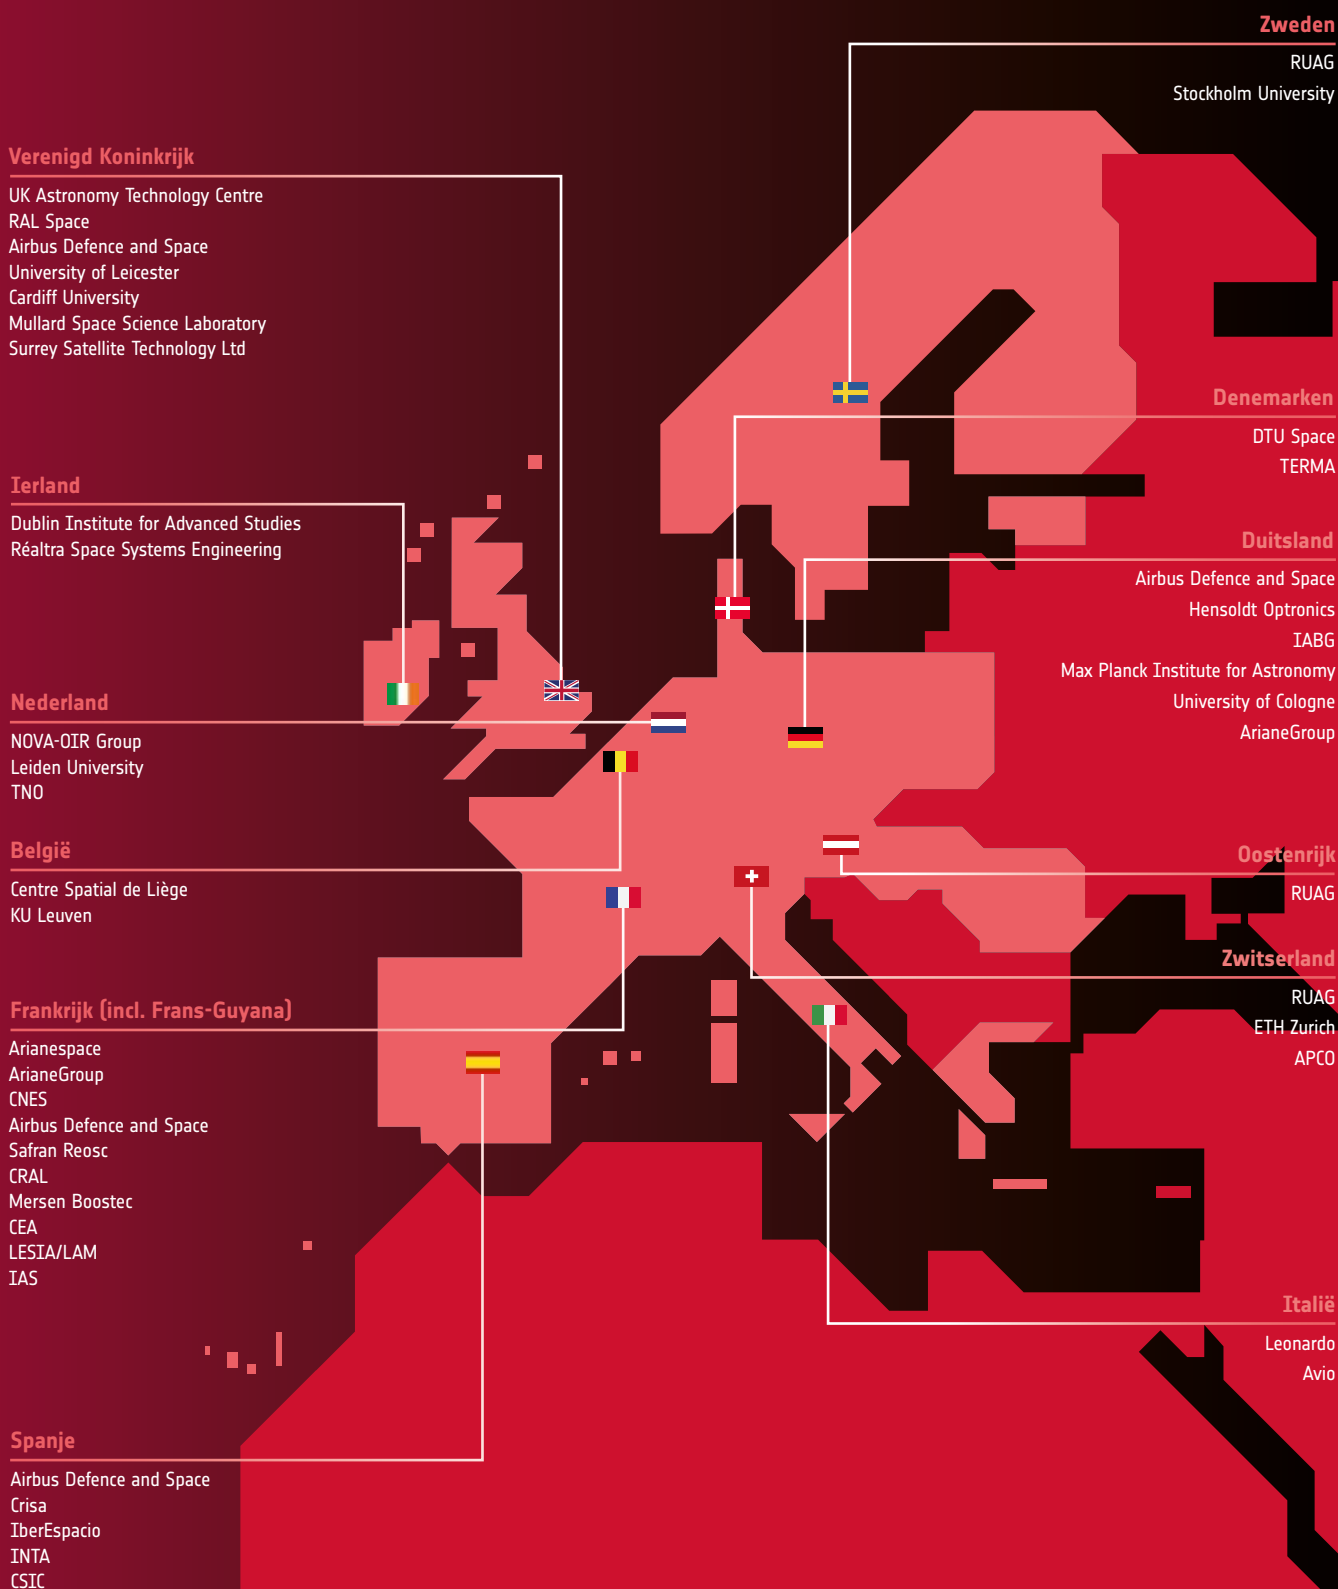 Verenigd Koninkrijk
UK Astronomy Technology Centre
RAL Space
Airbus Defence and Space
University of Leicester
Cardiff University
Mullard Space Science Laboratory
Surrey Satellite Technology Ltd
Ierland
Dublin Institute for Advanced Studies
Réaltra Space Systems Engineering
Nederland
NOVA-OIR Group
Leiden University
TNO
België
Centre Spatial de Liège
KU Leuven
Frankrijk (incl. Frans-Guyana)
Arianespace
ArianeGroup
CNES
Airbus Defence and Space
Safran Reosc
CRAL
Mersen Boostec
CEA
LESIA/LAM
IAS
Spanje
Airbus Defence and Space
Crisa
IberEspacio
INTA
CSIC
Zweden
RUAG
Stockholm University
Denemarken
DTU Space
TERMA
Duitsland
Airbus Defence and Space
Hensoldt Optronics
IABG
Max Planck Institute for Astronomy
University of Cologne
ArianeGroup
Oostenrijk
RUAG
Zwitserland
RUAG
ETH Zurich
APCO
Italië
Leonardo
Avio